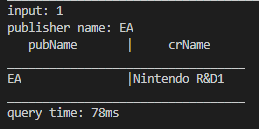 input: 1
publisher name: EA
pubName | crName
EA |Nintendo R&D1
query time: 78ms